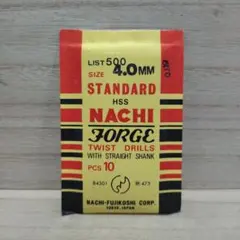 LIST 500
SIZE 4.0MM
STANDARD
HSS
NACHI
FORGE
TWIST DRILLS
WITH STRAIGHT SHANK
PCS 10
NACHI-FUJIKOSHI CORP.
TOKYO, JAPAN